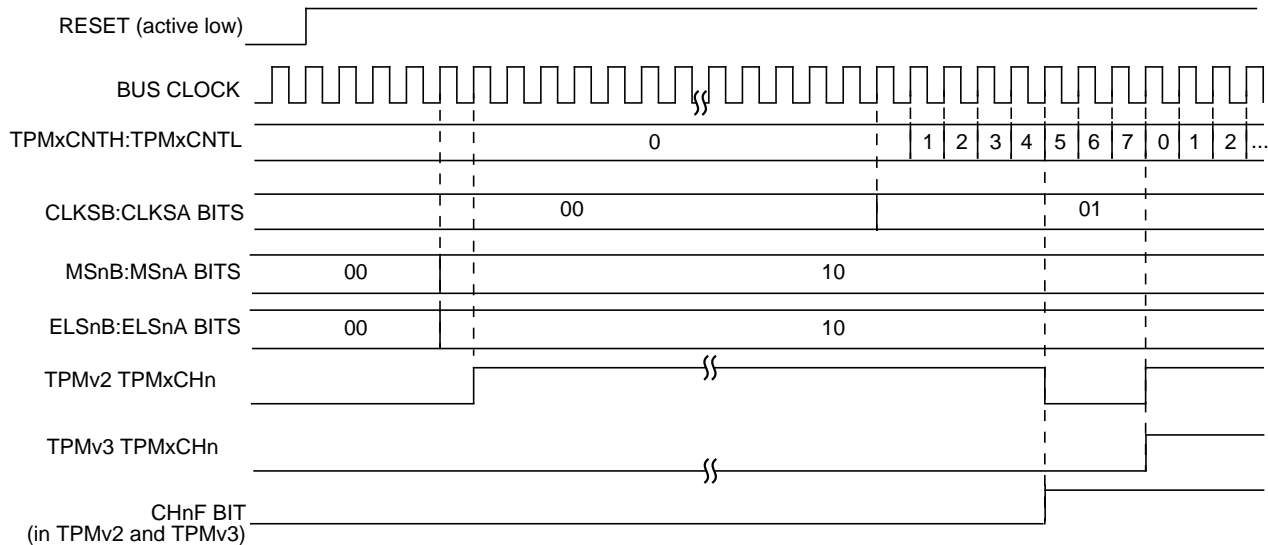 RESET (active low)
BUS CLOCK
TPMxCNTH:TPMxCNTL 0 1 2 3 4 5 6 7 0 1 2 ...
CLKSB:CLKSA BITS 00 01
MSnB:MSnA BITS 00 10
ELSnB:ELSnA BITS 00 10
TPMv2 TPMxCHn
TPMv3 TPMxCHn
CHnF BIT
(in TPMv2 and TPMv3)